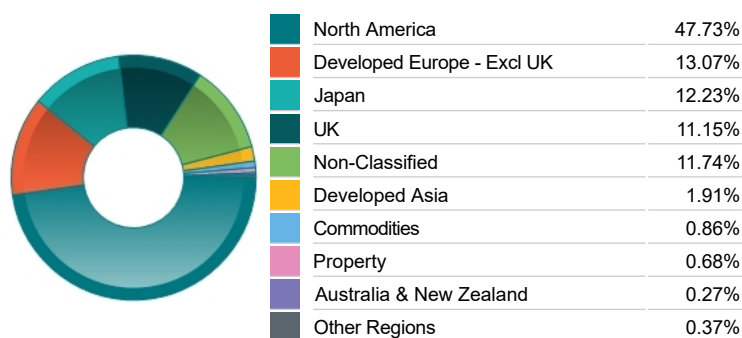 North America 47.73%
Developed Europe - Excl UK 13.07%
Japan 12.23%
UK 11.15%
Non-Classified 11.74%
Developed Asia 1.91%
Commodities 0.86%
Property 0.68%
Australia & New Zealand 0.27%
Other Regions 0.37%